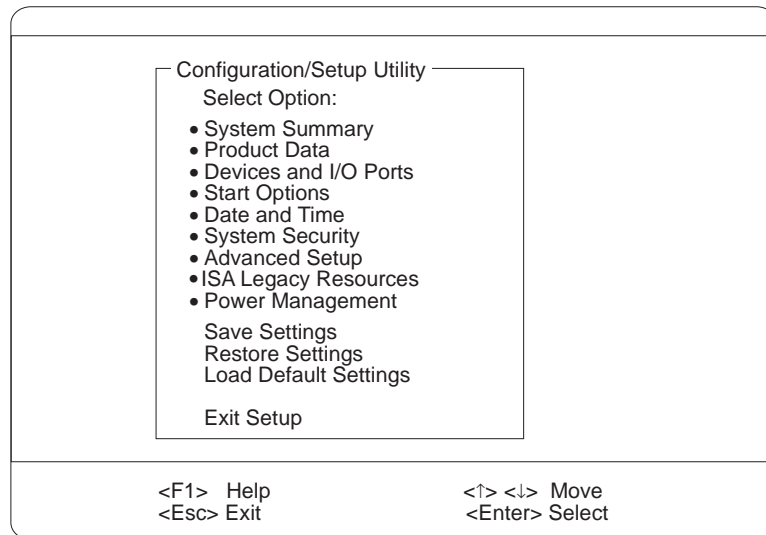 Configuration/Setup Utility
Select Option:
• System Summary
• Product Data
• Devices and I/O Ports
• Start Options
• Date and Time
• System Security
• Advanced Setup
•ISA Legacy Resources
• Power Management
Save Settings
Restore Settings
Load Default Settings
Exit Setup
<F1> Help <↑> <↓> Move
<Esc> Exit <Enter> Select